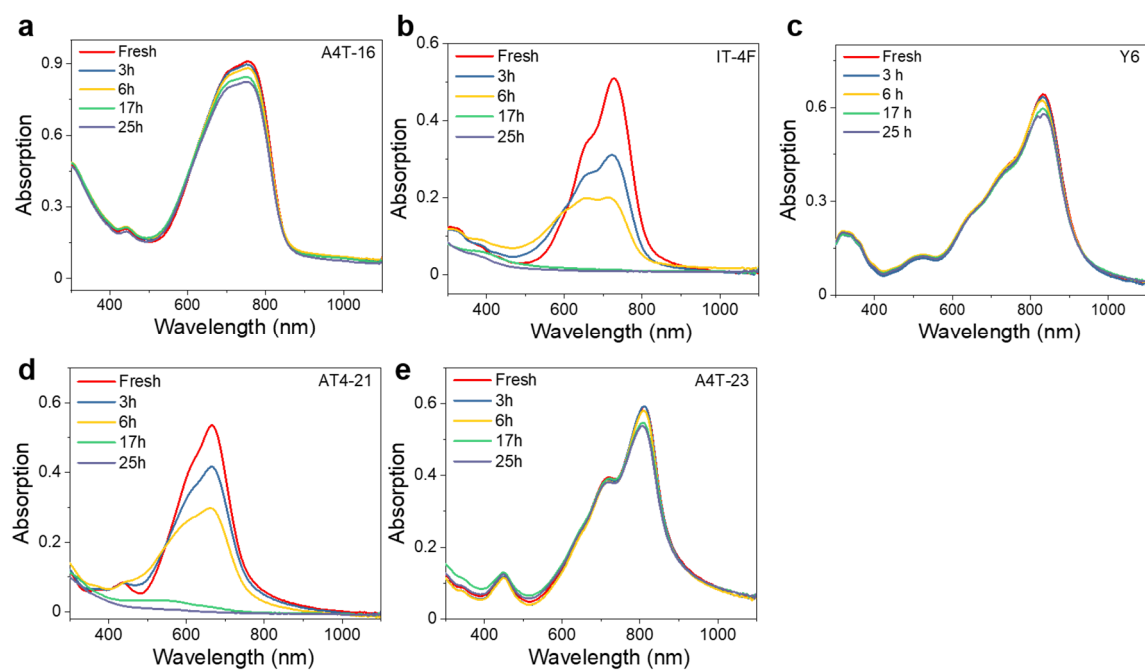 a
Fresh
3h
6h
17h
25h
A4T-16
0.9
0.6
0.3
0
400
600
800
1000
Absorption
Wavelength (nm)
b
Fresh
3h
6h
17h
25h
IT-4F
0.6
0.4
0.2
0.0
400
600
800
1000
Absorption
Wavelength (nm)
c
Fresh
3 h
6 h
17 h
25 h
Y6
0.6
0.3
0.0
400
600
800
1000
Absorption
Wavelength (nm)
d
Fresh
3h
6h
17h
25h
AT4-21
0.6
0.4
0.2
0
400
600
800
1000
Absorption
Wavelength (nm)
e
Fresh
3h
6h
17h
25h
A4T-23
0.6
0.4
0.2
0
400
600
800
1000
Absorption
Wavelength (nm)